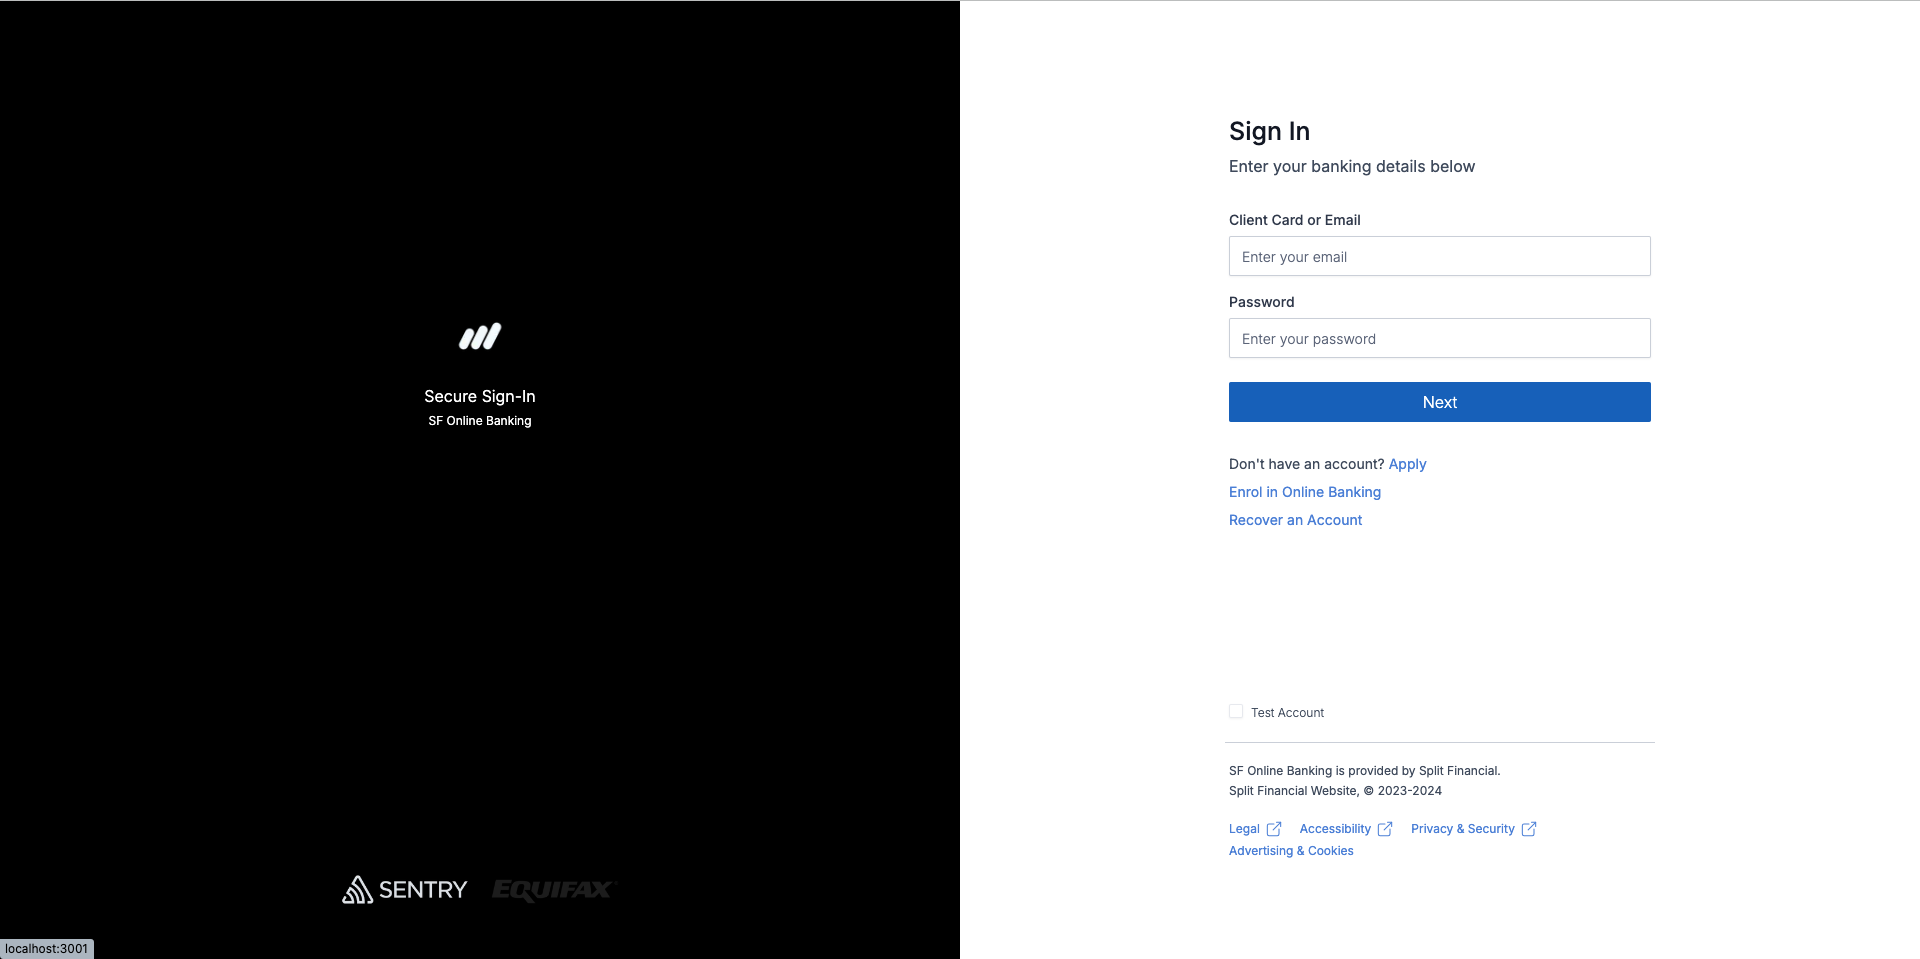 Secure Sign-In
SF Online Banking
SENTRY
EQUIFAX
localhost:3001
Sign In
Enter your banking details below
Client Card or Email
Enter your email
Password
Enter your password
Next
Don't have an account? Apply
Enrol in Online Banking
Recover an Account
Test Account
SF Online Banking is provided by Split Financial.
Split Financial Website, © 2023-2024
Legal Accessibility Privacy & Security
Advertising & Cookies